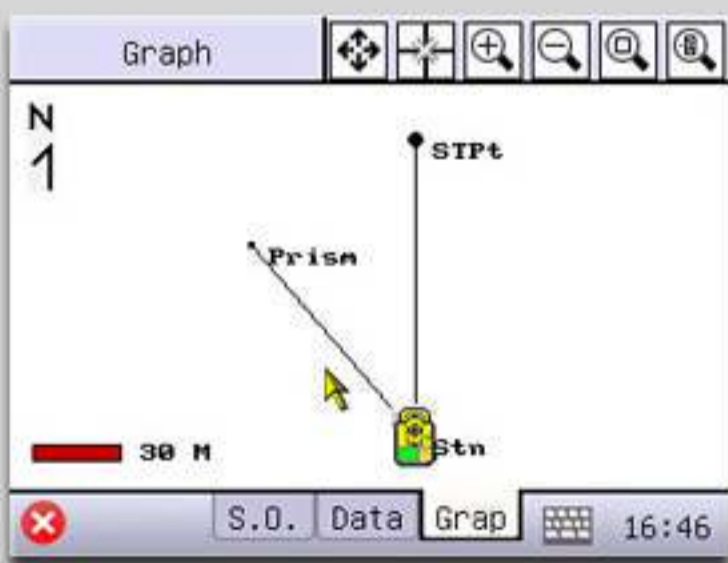 Graph
N
STPt
Prism
Stn
30 M
S.O. Data Grap 16:46